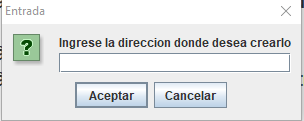 Entrada
Ingrese la direccion donde desea crearlo
Aceptar
Cancelar